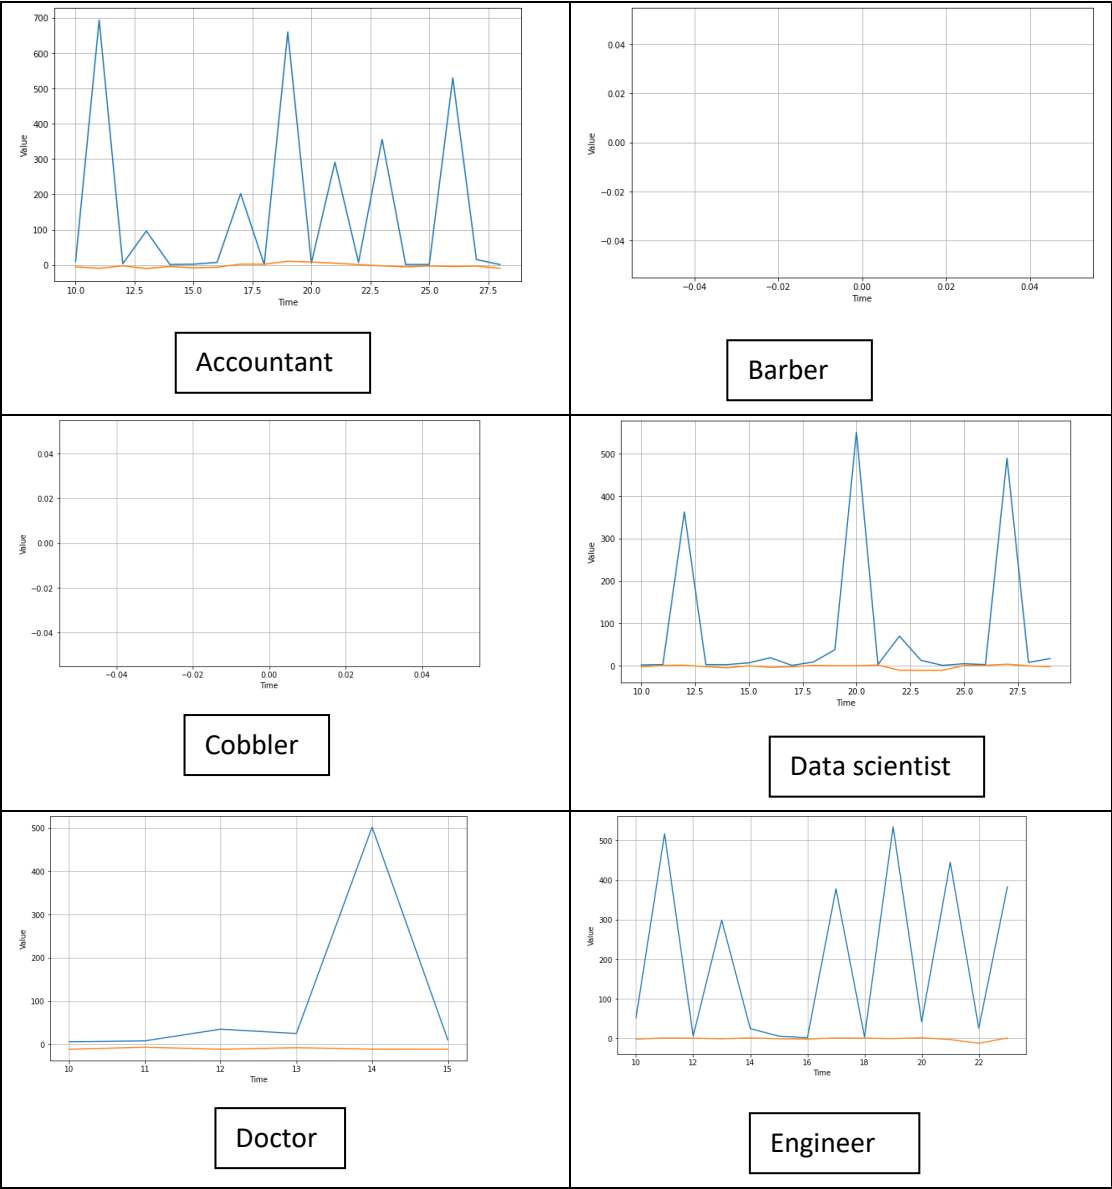 700
600
500
400
300
200
100
0
Value
10.0 12.5 15.0 17.5 20.0 22.5 25.0 27.5
Time
Accountant
0.04
0.02
0.00
−0.02
−0.04
Value
−0.04 −0.02 0.00 0.02 0.04
Time
Barber
0.04
0.02
0.00
−0.02
−0.04
Value
−0.04 −0.02 0.00 0.02 0.04
Time
Cobbler
500
400
300
200
100
0
Value
10.0 12.5 15.0 17.5 20.0 22.5 25.0 27.5
Time
Data scientist
500
400
300
200
100
0
Value
10 11 12 13 14 15
Time
Doctor
500
400
300
200
100
0
Value
10 12 14 16 18 20 22
Time
Engineer